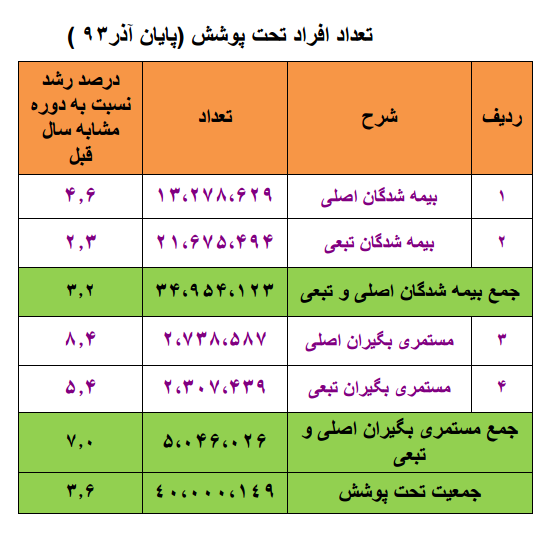 تعداد افراد تحت پوشش (پایان آذر۹۳ )
ردیف شرح تعداد درصد رشد
نسبت به دوره
مشابه سال
قبل
۱ بیمه شدگان اصلی ۱۳،۲۷۸،۶۲۹ ۴,۶
۲ بیمه شدگان تبعی ۲۱،۶۷۵،۴۹۴ ۲,۳
جمع بیمه شدگان اصلی و تبعی ۳۴،۹۵۴،۱۲۳ ۳,۲
۳ مستمری بگیران اصلی ۲،۷۳۸،۵۸۷ ۸,۴
۴ مستمری بگیران تبعی ۲،۳۰۷،۴۳۹ ۵,۴
جمع مستمری بگیران اصلی و
تبعی ۵،۰۴۶،۰۲۶ ۷,۰
جمعیت تحت پوشش ۴۰،۰۰۰،۱۴۹ ۳,۶